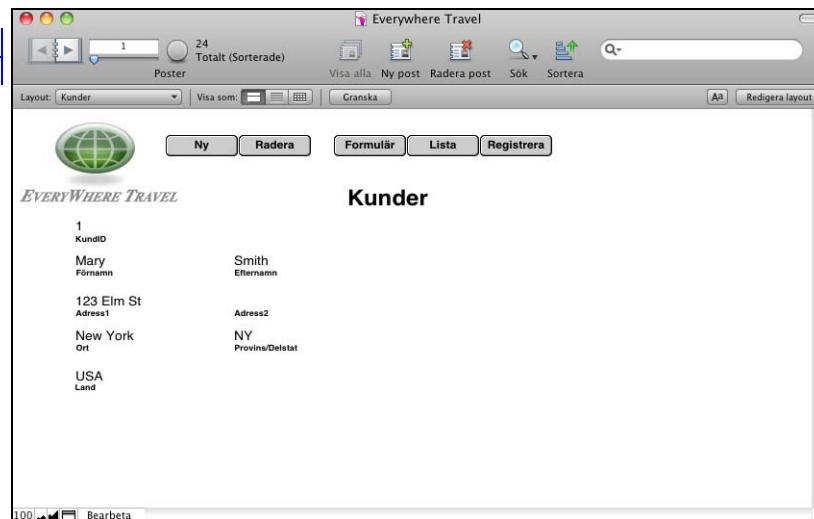 Everywhere Travel
1
24
Totalt (Sorterade)
Poster
Visa alla
Ny post
Radera post
Sök
Sortera
Layout: Kunder
Visa som:
Granska
Aa
Redigera layout
Ny
Radera
Formulär
Lista
Registrera
EVERYWHERE TRAVEL
Kunder
1
KundID
Mary
Smith
Förnamn
Efternamn
123 Elm St
Adress1
Adress2
New York
NY
Ort
Provins/Delstat
USA
Land
100
Bearbeta